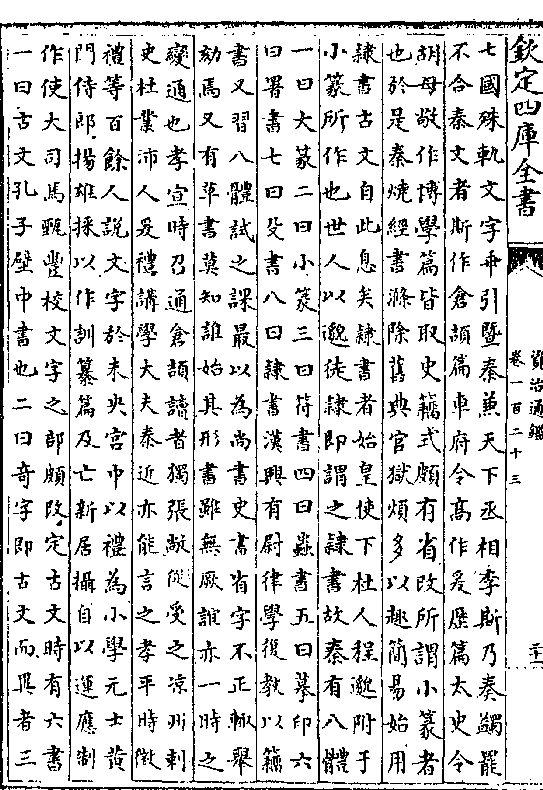 欽定四庫全書
資治通鑑
卷一百二十三
七國殊軌文字乖引暨秦兼天下丞相李斯乃奏蠲罷
不合秦文者斯作倉頡篇車府令高作爰歷篇太史令
胡母敬作博學篇皆取史籀式頗有省改所謂小篆者
也於是秦燒經書滌除舊典官獄煩多以趣簡易始用
隸書古文自此息矣隸書者始皇使下杜人程邈附于
小篆所作也世人以邈徒隸即謂之隸書故秦有八體
一曰大篆二曰小篆三曰符書四曰蟲書五曰摹印六
曰署書七曰殳書八曰隸書漢興有尉律學復教以籀
書又習八體試之課最以為尚書史書省字不正輒舉
劾焉又有草書莫知誰始其形書雖無厥誼亦一時之
變通也孝宣時召通倉頡讀者獨張敞從受之凉州刺
史杜業沛人爰禮講學大夫秦近亦能言之孝平時徵
禮等百餘人説文字於未央宮中以禮為小學元士黃
門侍郎揚雄採以作訓纂篇及亡新居攝自以運應制
作使大司馬甄豐校文字之部頗改定古文時有六書
一曰古文孔子壁中書也二曰奇字即古文而異者三